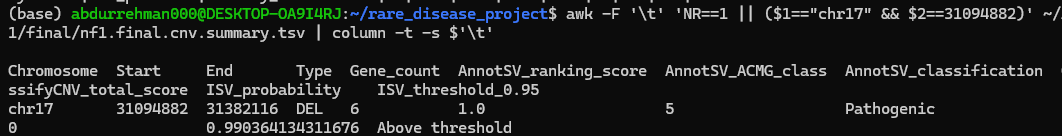 (base) abdurrehman000@DESKTOP-OA9I4RJ:~/rare_disease_project$ awk -F '\t' 'NR==1 || ($1=="chr17" && $2==31094882)' ~/
1/final/nf1.final.cnv.summary.tsv | column -t -s $'\t'
Chromosome Start End Type Gene_count AnnotSV_ranking_score AnnotSV_ACMG_class AnnotSV_classification
ssifyCNV_total_score ISV_probability ISV_threshold_0.95
chr17 31094882 31382116 DEL 6 1.0 5 Pathogenic
0 0.990364134311676 Above threshold